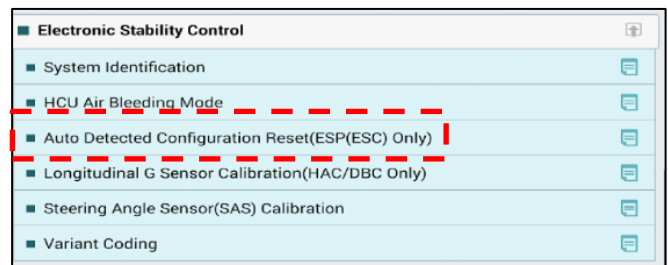 Electronic Stability Control
System Identification
HCU Air Bleeding Mode
Auto Detected Configuration Reset(ESP(ESC) Only)
Longitudinal G Sensor Calibration(HAC/DBC Only)
Steering Angle Sensor(SAS) Calibration
Variant Coding